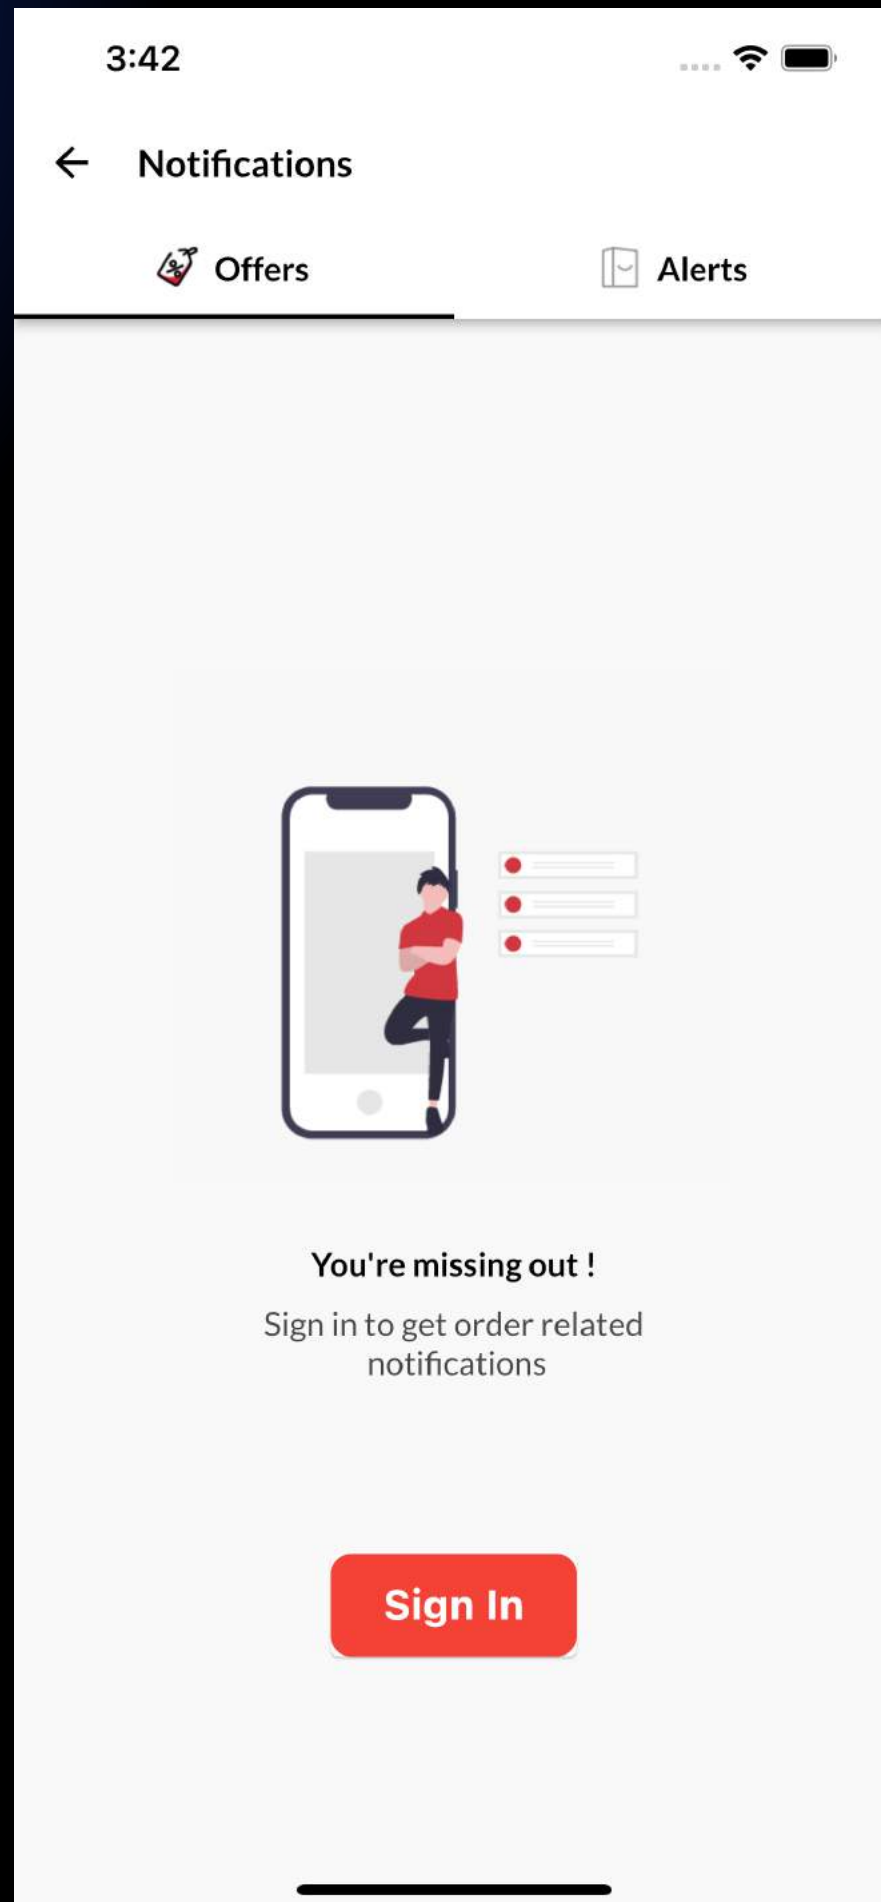 3:42
Notifications
Offers
Alerts
You're missing out !
Sign in to get order related
notifications
Sign In